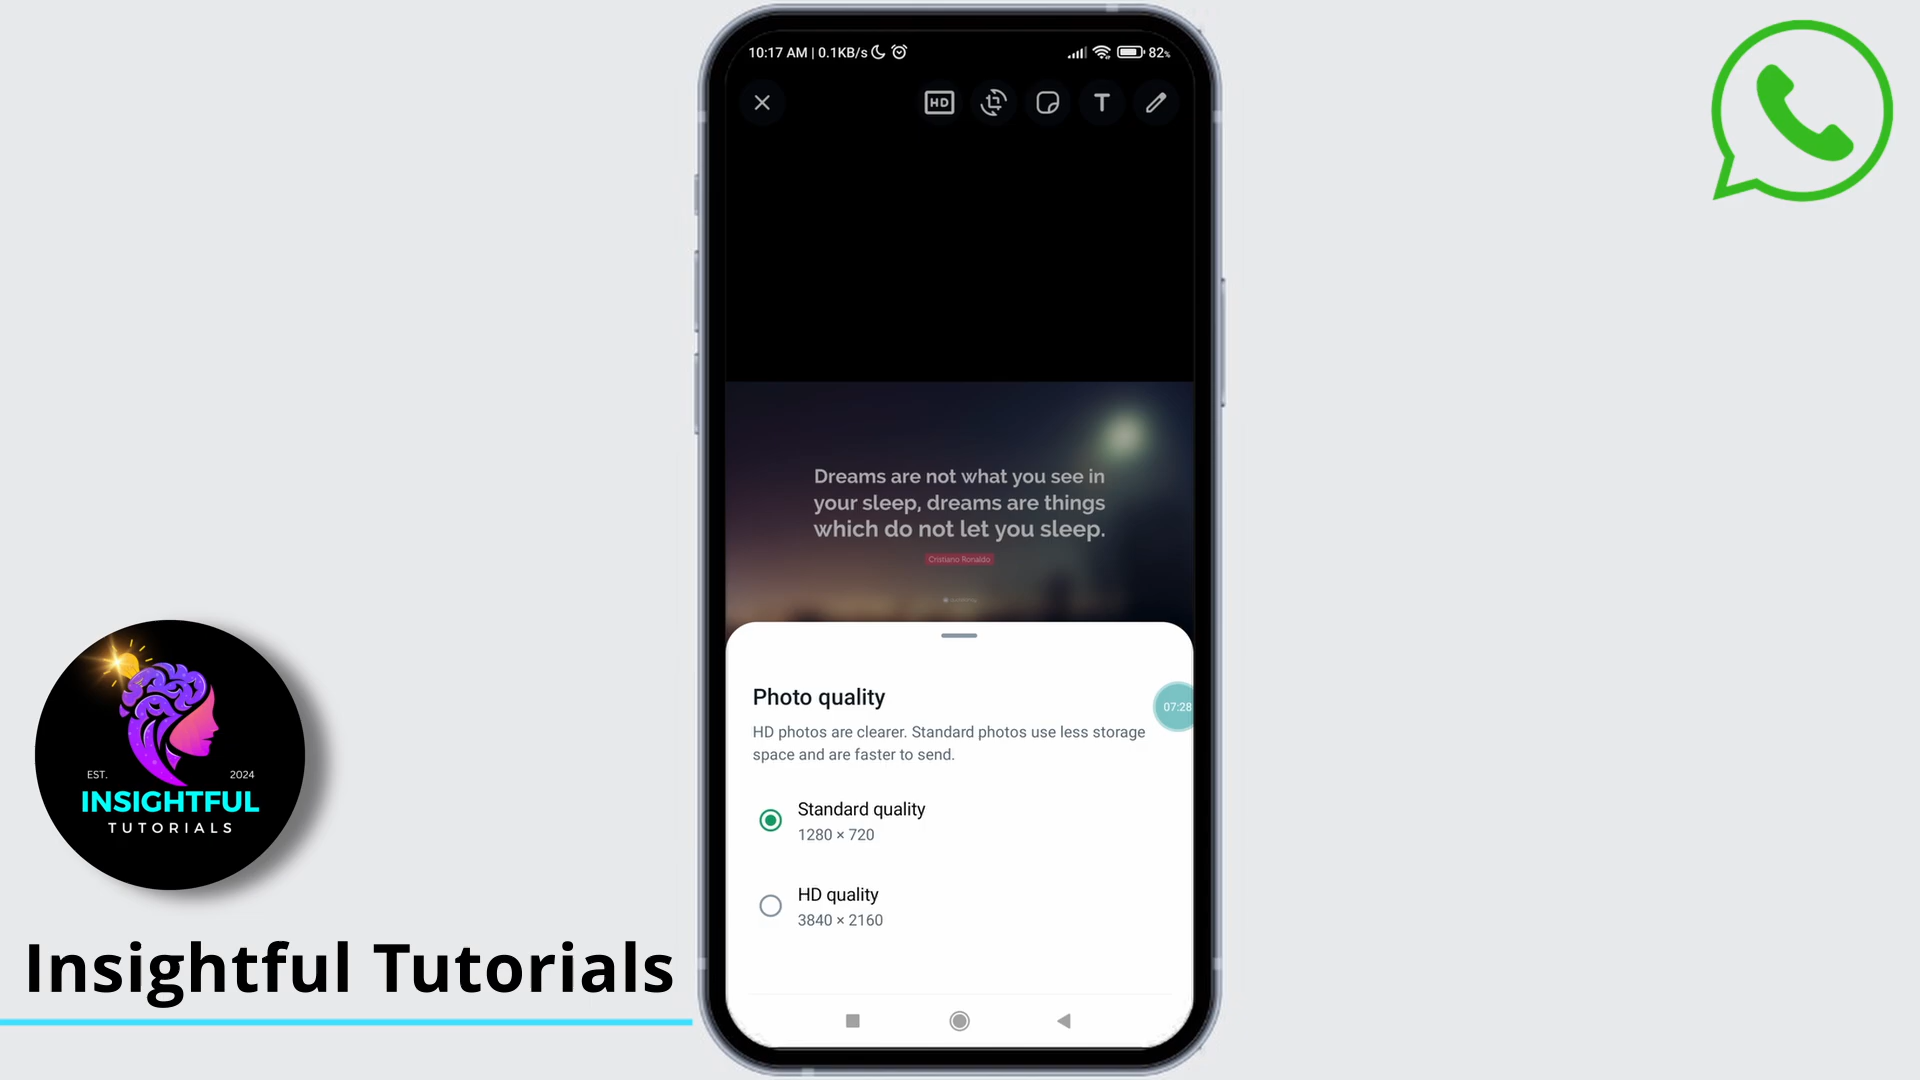 10:17 AM | 0.1KB/s
82%
HD
T
Dreams are not what you see in
your sleep, dreams are things
which do not let you sleep.
Cristiano Ronaldo
Photo quality
07:28
HD photos are clearer. Standard photos use less storage
space and are faster to send.
Standard quality
1280 × 720
HD quality
3840 × 2160
EST.
2024
INSIGHTFUL
TUTORIALS
Insightful Tutorials